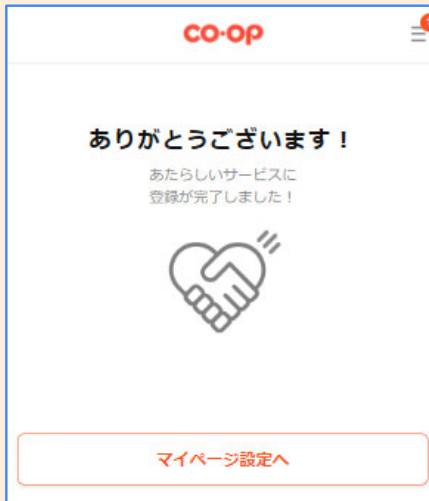 co·op
ありがとうございます！
あたらしいサービスに
登録が完了しました！
マイページ設定へ